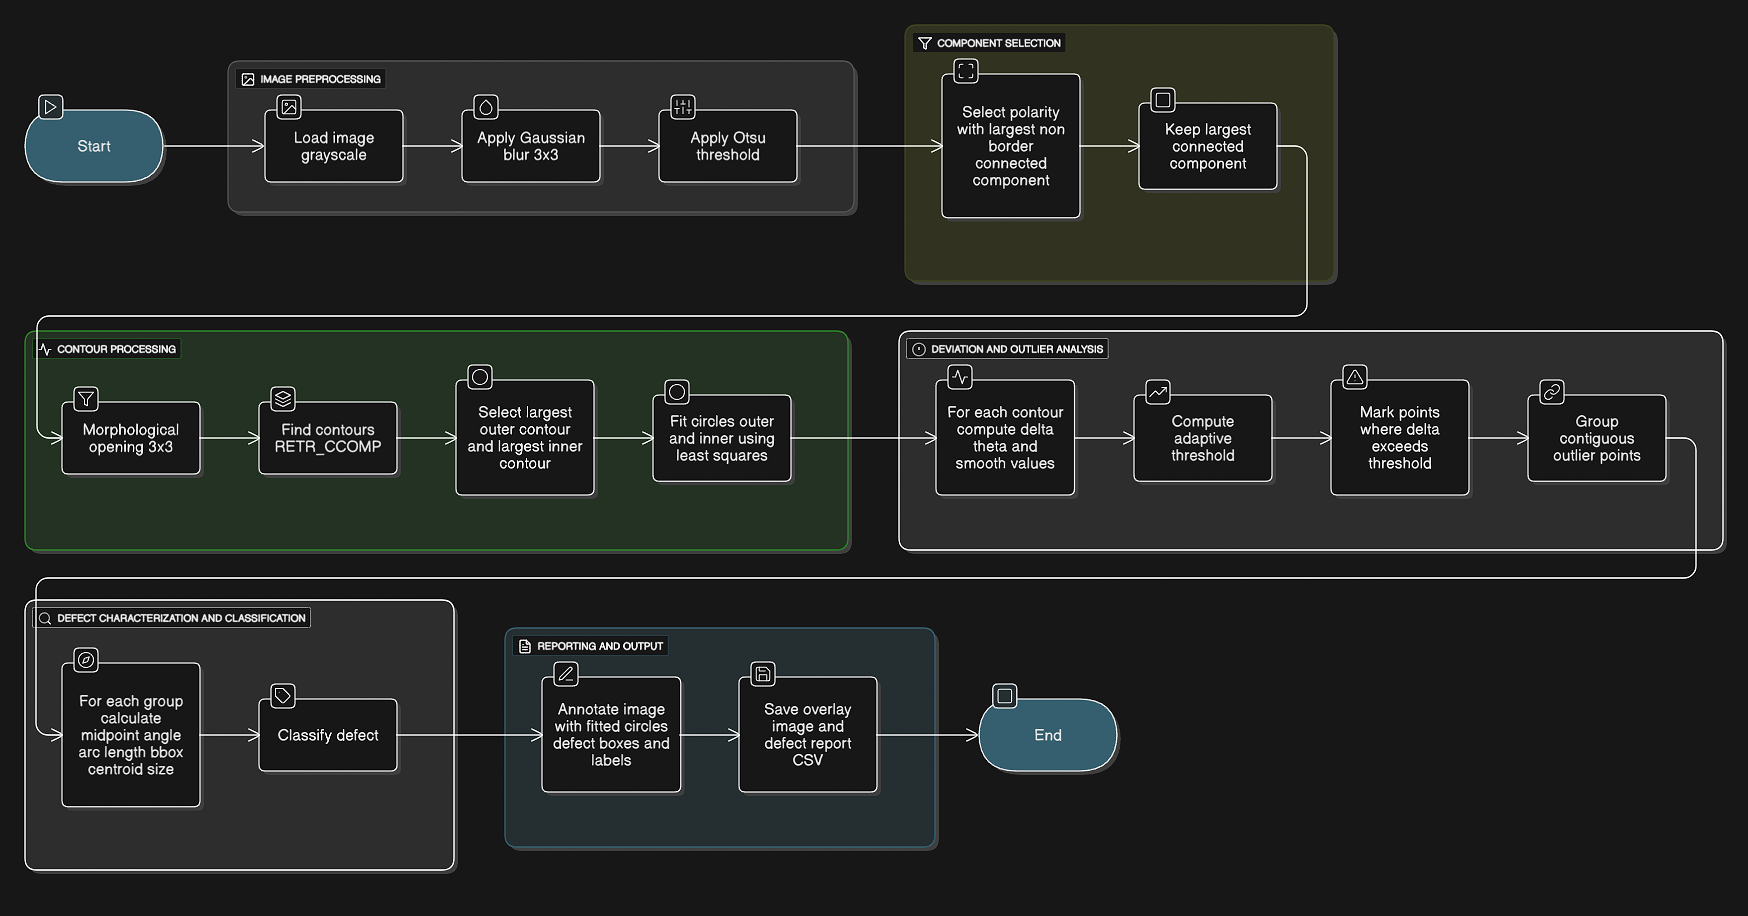 IMAGE PREPROCESSING
COMPONENT SELECTION
Start
Load image
grayscale
Apply Gaussian
blur 3x3
Apply Otsu
threshold
Select polarity
with largest non
border
connected
component
Keep largest
connected
component
CONTOUR PROCESSING
DEVIATION AND OUTLIER ANALYSIS
Morphological
opening 3x3
Find contours
RETR_CCOMP
Select largest
outer contour
and largest inner
contour
Fit circles outer
and inner using
least squares
For each contour
compute delta
theta and
smooth values
Compute
adaptive
threshold
Mark points
where delta
exceeds
threshold
Group
contiguous
outlier points
DEFECT CHARACTERIZATION AND CLASSIFICATION
REPORTING AND OUTPUT
For each group
calculate
midpoint angle
arc length bbox
centroid size
Classify defect
Annotate image
with fitted circles
defect boxes and
labels
Save overlay
image and
defect report
CSV
End